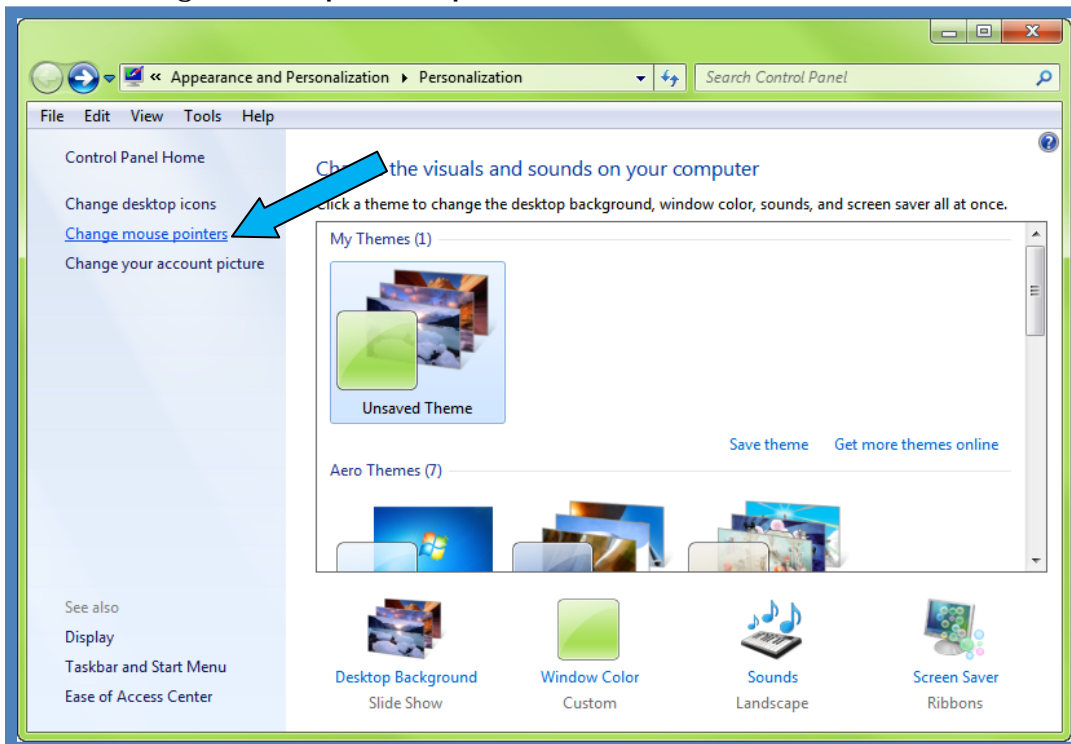 « Appearance and Personalization ▸ Personalization
Search Control Panel
File Edit View Tools Help
Control Panel Home
Change desktop icons
Change mouse pointers
Change your account picture
the visuals and sounds on your computer
Click a theme to change the desktop background, window color, sounds, and screen saver all at once.
My Themes (1)
Unsaved Theme
Save theme Get more themes online
Aero Themes (7)
See also
Display
Taskbar and Start Menu
Ease of Access Center
Desktop Background
Slide Show
Window Color
Custom
Sounds
Landscape
Screen Saver
Ribbons